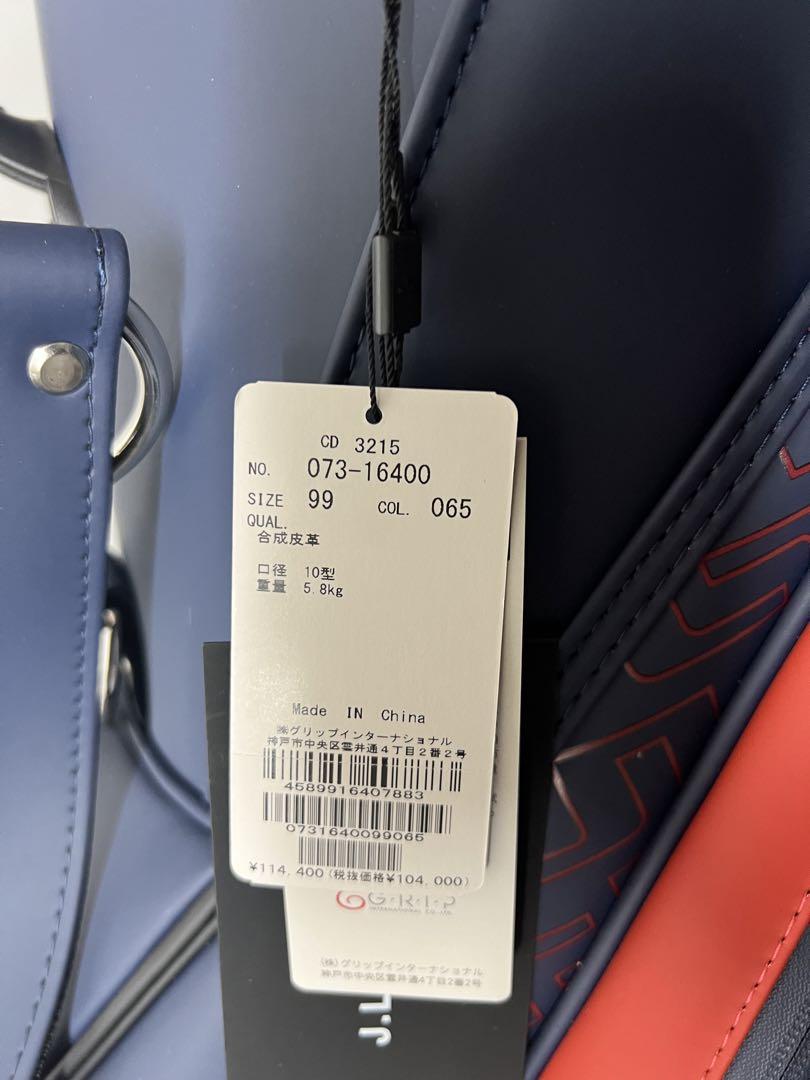 CD 3215
NO. 073-16400
SIZE 99 COL. 065
QUAL.
合成皮革
口径 10型
重量 5.8kg
Made IN China
㈱グリップインターナショナル
神戸市中央区雲井通4丁目2番2号
4589916407883
0731640099065
¥114,400(税抜価格¥104,000)
G·R·I·P
INTERNATIONAL CO.,LTD.
(株)グリップインターナショナル
神戸市中央区雲井通4丁目2番2号
J.L